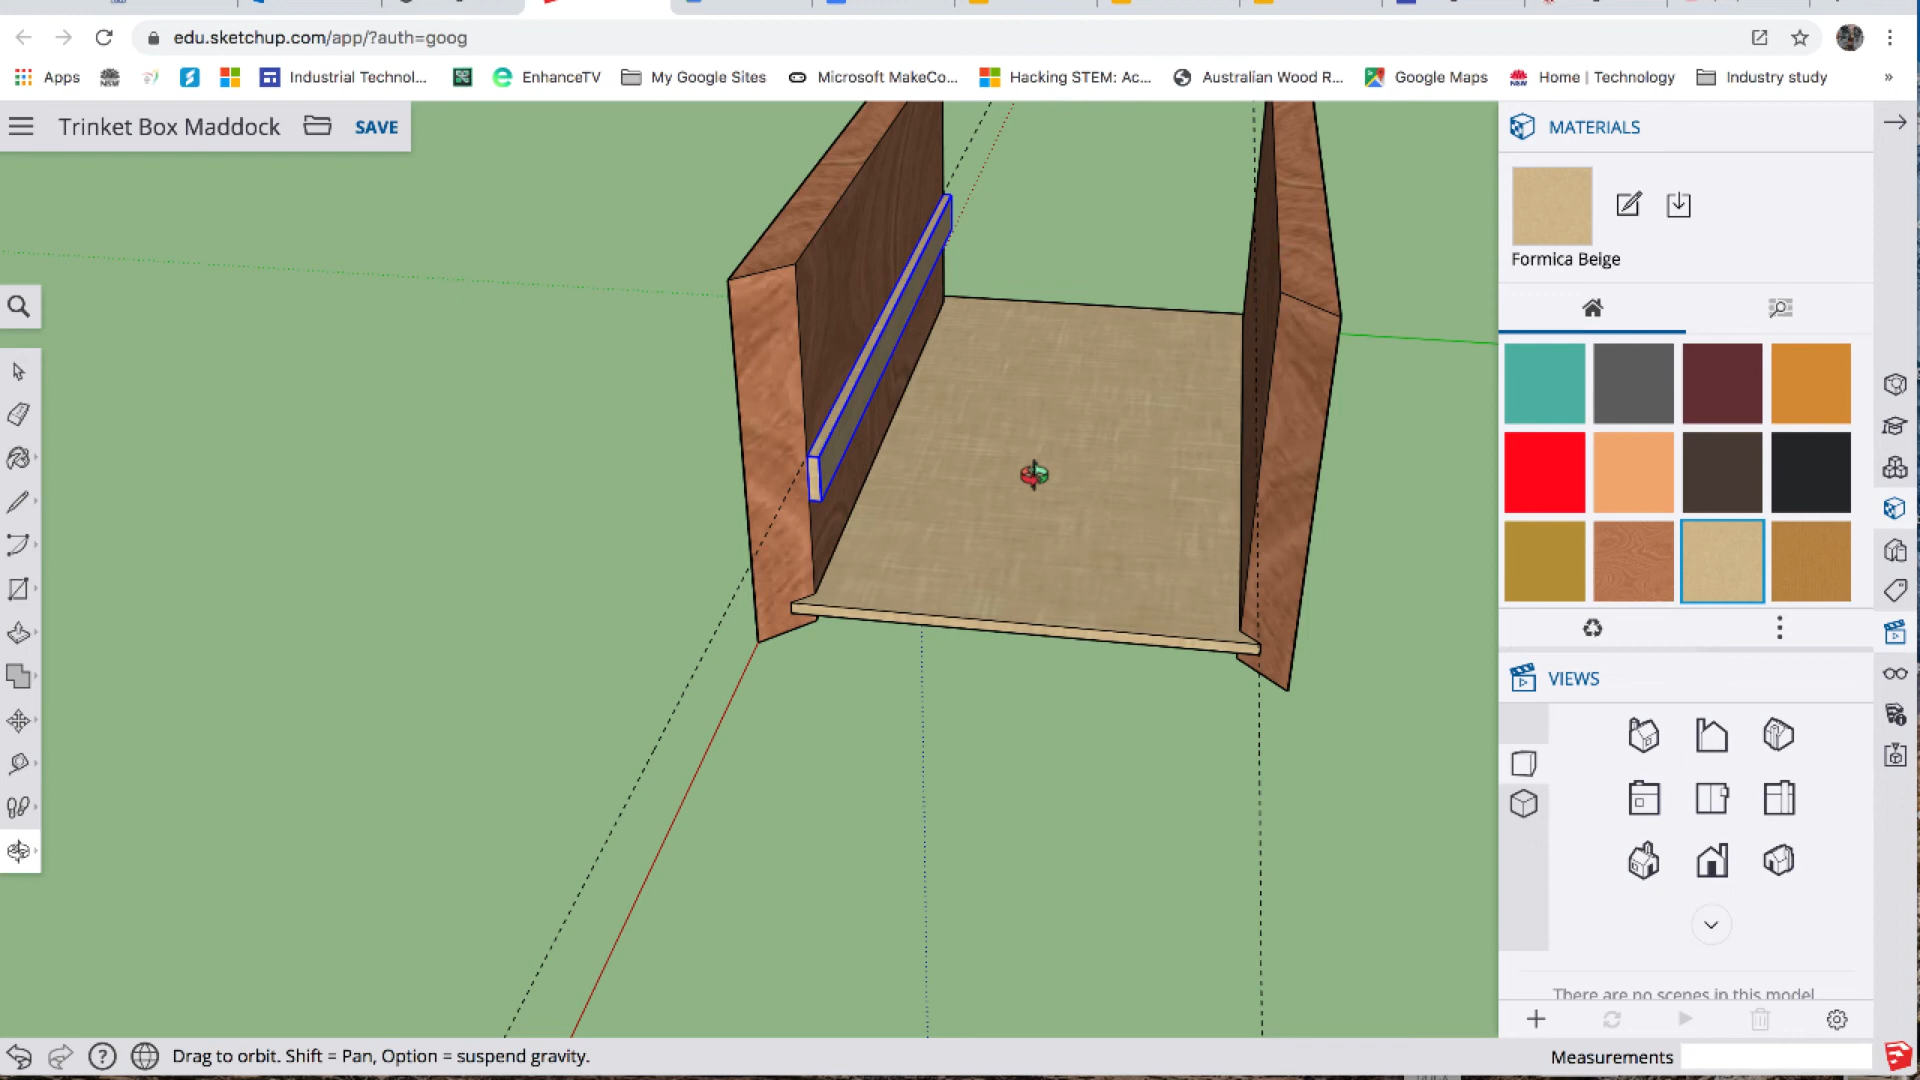 edu.sketchup.com/app/?auth=goog
Apps
Industrial Technol...
EnhanceTV
My Google Sites
Microsoft MakeCo...
Hacking STEM: Ac...
Australian Wood R...
Google Maps
Home | Technology
Industry study
»
Trinket Box Maddock
SAVE
MATERIALS
Formica Beige
VIEWS
There are no scenes in this model
Drag to orbit. Shift = Pan, Option = suspend gravity.
Measurements